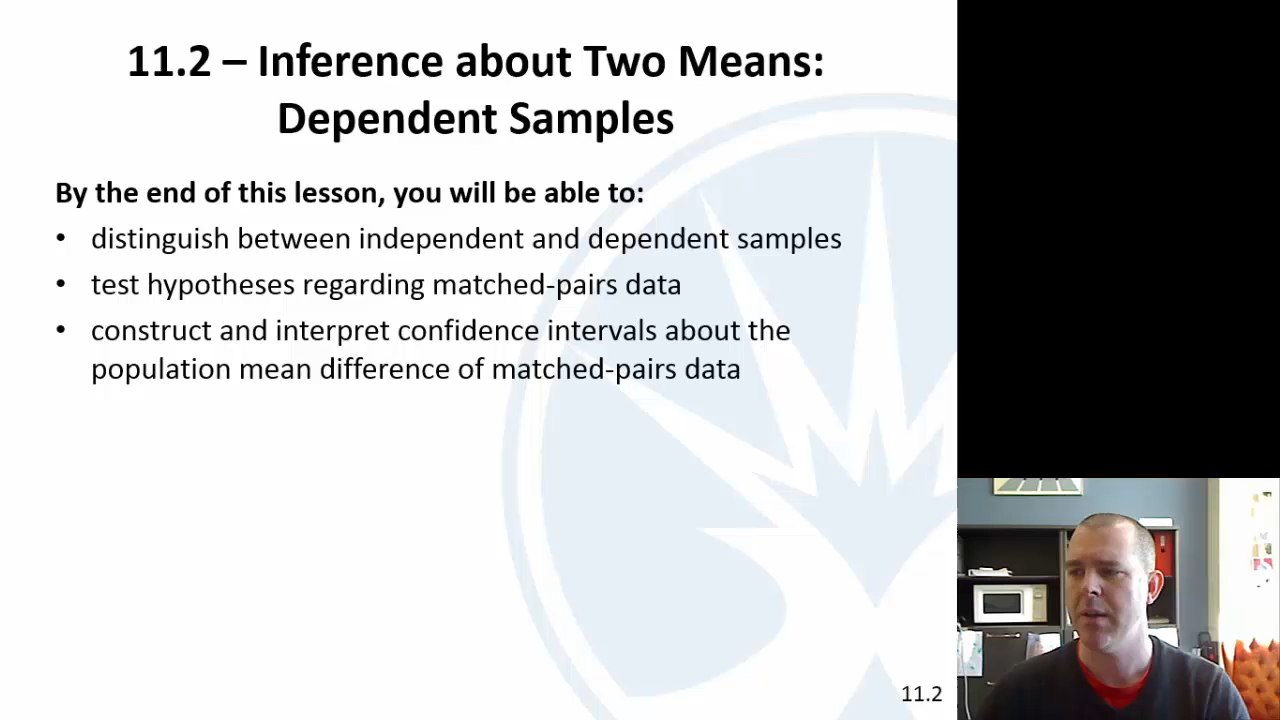 11.2 – Inference about Two Means:
Dependent Samples
By the end of this lesson, you will be able to:
• distinguish between independent and dependent samples
• test hypotheses regarding matched-pairs data
• construct and interpret confidence intervals about the
population mean difference of matched-pairs data
11.2